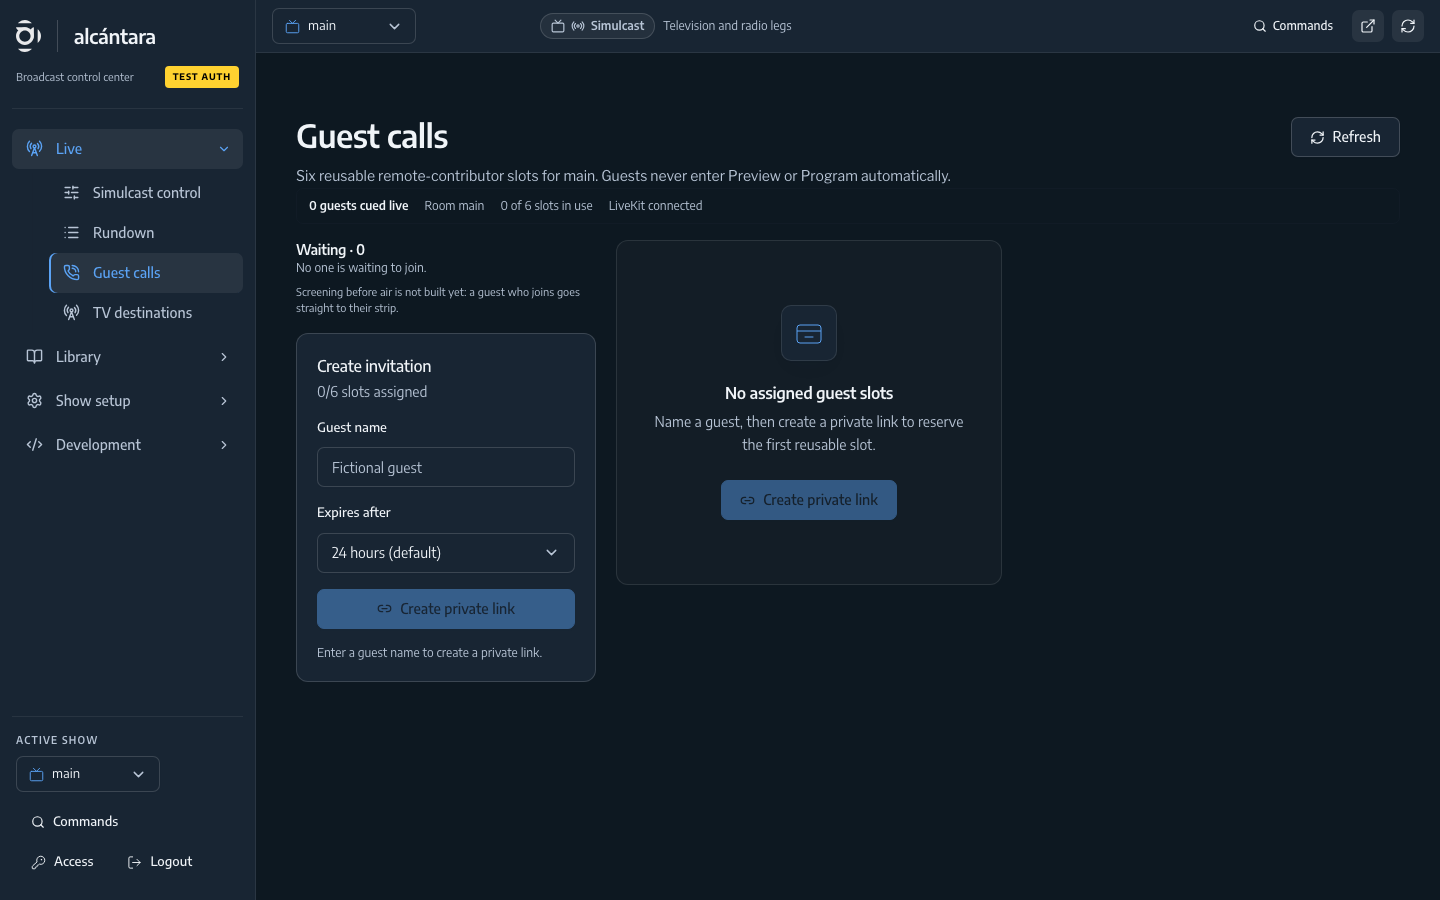 alcántara
Broadcast control center
TEST AUTH
Live
Simulcast control
Rundown
Guest calls
TV destinations
Library
Show setup
Development
ACTIVE SHOW
main
Commands
Access
Logout
main
Simulcast
Television and radio legs
Commands
Guest calls
Refresh
Six reusable remote-contributor slots for main. Guests never enter Preview or Program automatically.
0 guests cued live
Room main
0 of 6 slots in use
LiveKit connected
Waiting · 0
No one is waiting to join.
Screening before air is not built yet: a guest who joins goes
straight to their strip.
Create invitation
0/6 slots assigned
Guest name
Fictional guest
Expires after
24 hours (default)
Create private link
Enter a guest name to create a private link.
No assigned guest slots
Name a guest, then create a private link to reserve
the first reusable slot.
Create private link